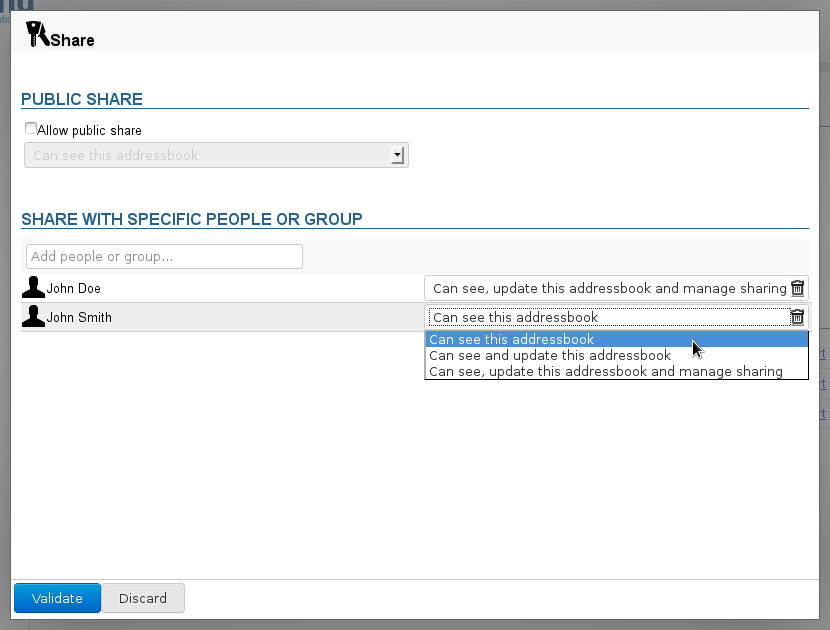 Share
PUBLIC SHARE
Allow public share
Can see this addressbook
SHARE WITH SPECIFIC PEOPLE OR GROUP
Add people or group...
John Doe
Can see, update this addressbook and manage sharing
John Smith
Can see this addressbook
Can see this addressbook
Can see and update this addressbook
Can see, update this addressbook and manage sharing
Validate
Discard